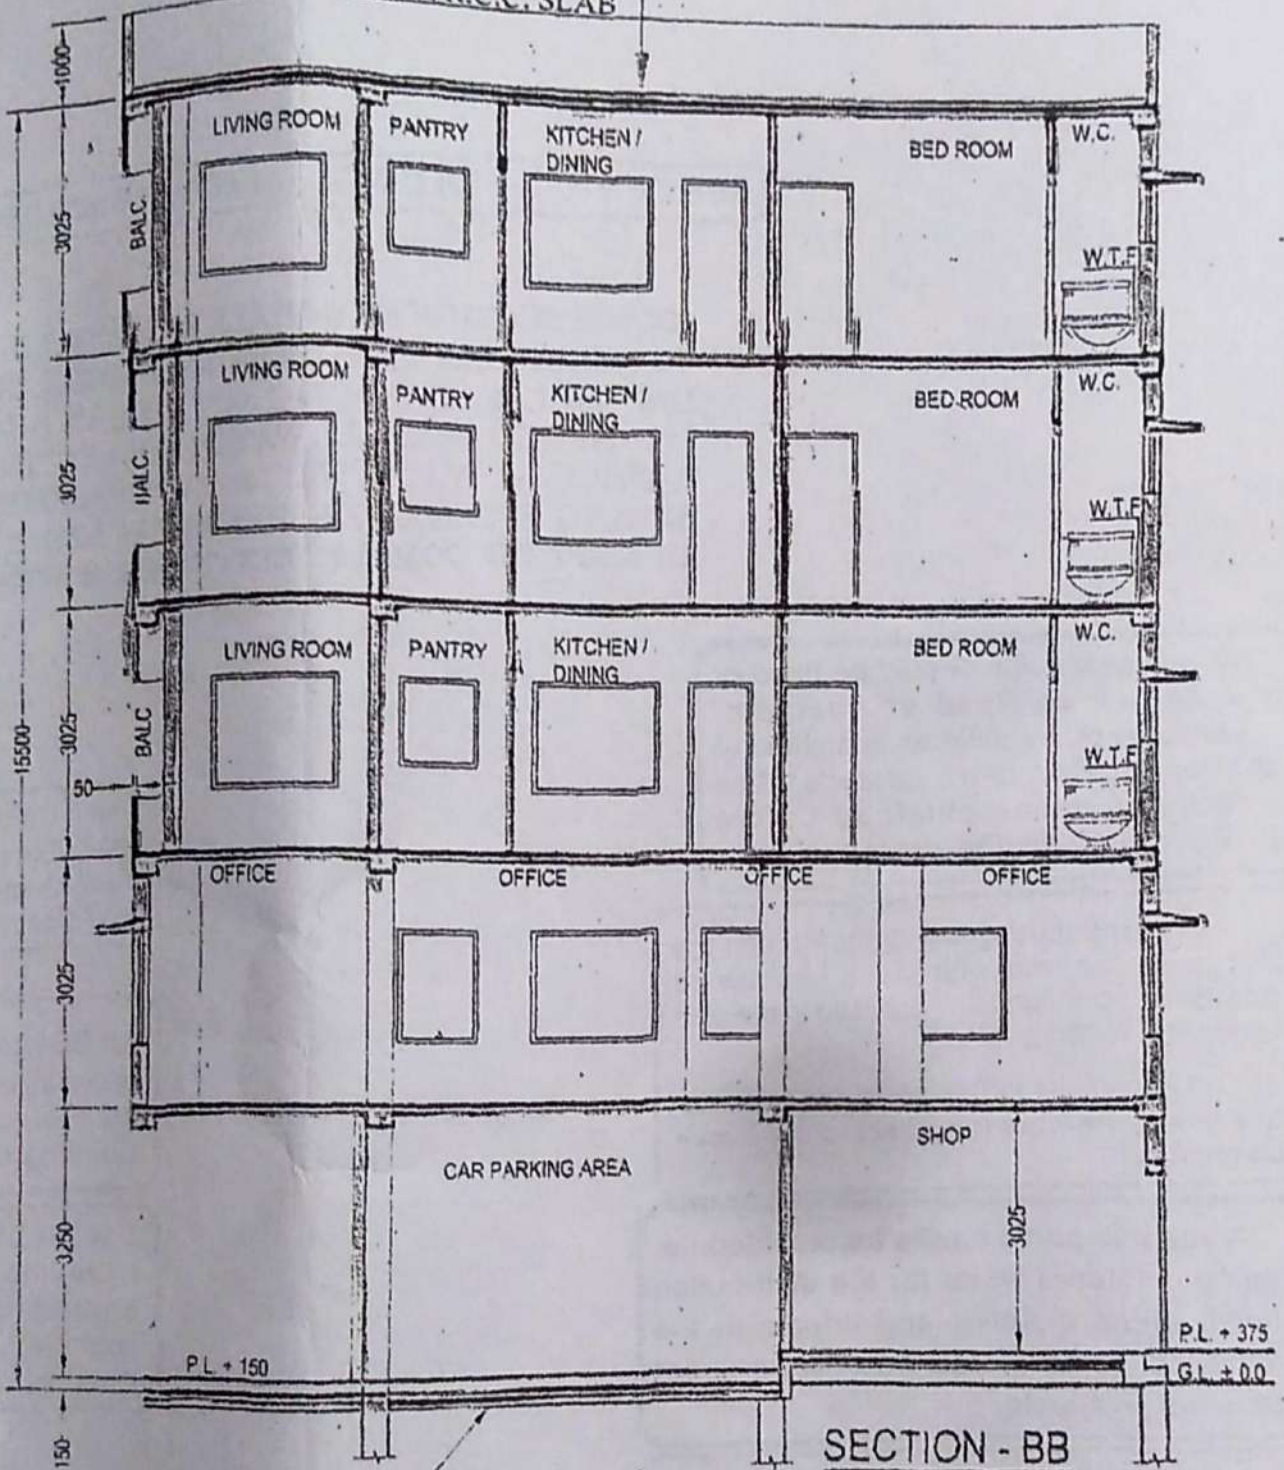 R.C.C. SLAB
1000
LIVING ROOM
PANTRY
KITCHEN /
DINING
BED ROOM
W.C.
BALC.
3025
W.T.F
LIVING ROOM
PANTRY
KITCHEN /
DINING
BED ROOM
W.C.
BALC.
3025
W.T.F
LIVING ROOM
PANTRY
KITCHEN /
DINING
BED ROOM
W.C.
BALC
3025
15500
50
W.T.F
OFFICE
OFFICE
OFFICE
OFFICE
3025
SHOP
CAR PARKING AREA
3250
3025
P.L. + 150
P.L. + 375
G.L. ± 0.0
150
SECTION - BB